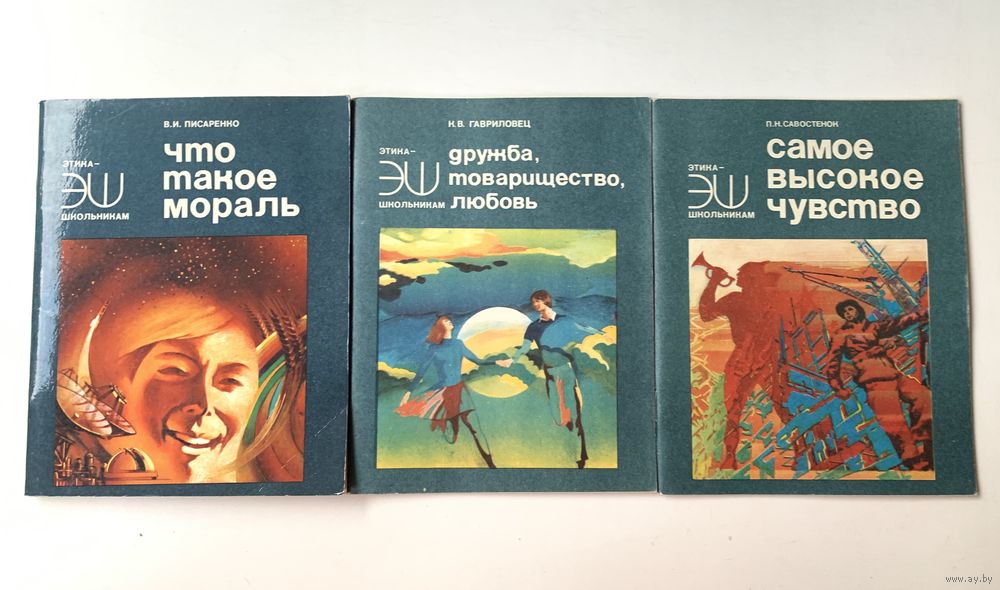 В.И. ПИСАРЕНКО
что
такое
мораль
ЭТИКА–
ЭШ
ШКОЛЬНИКАМ
К.В. ГАВРИЛОВЕЦ
дружба,
товарищество,
любовь
ЭТИКА–
ЭШ
ШКОЛЬНИКАМ
П.Н. САВОСТЕНОК
самое
высокое
чувство
ЭТИКА–
ЭШ
ШКОЛЬНИКАМ
www.ay.by